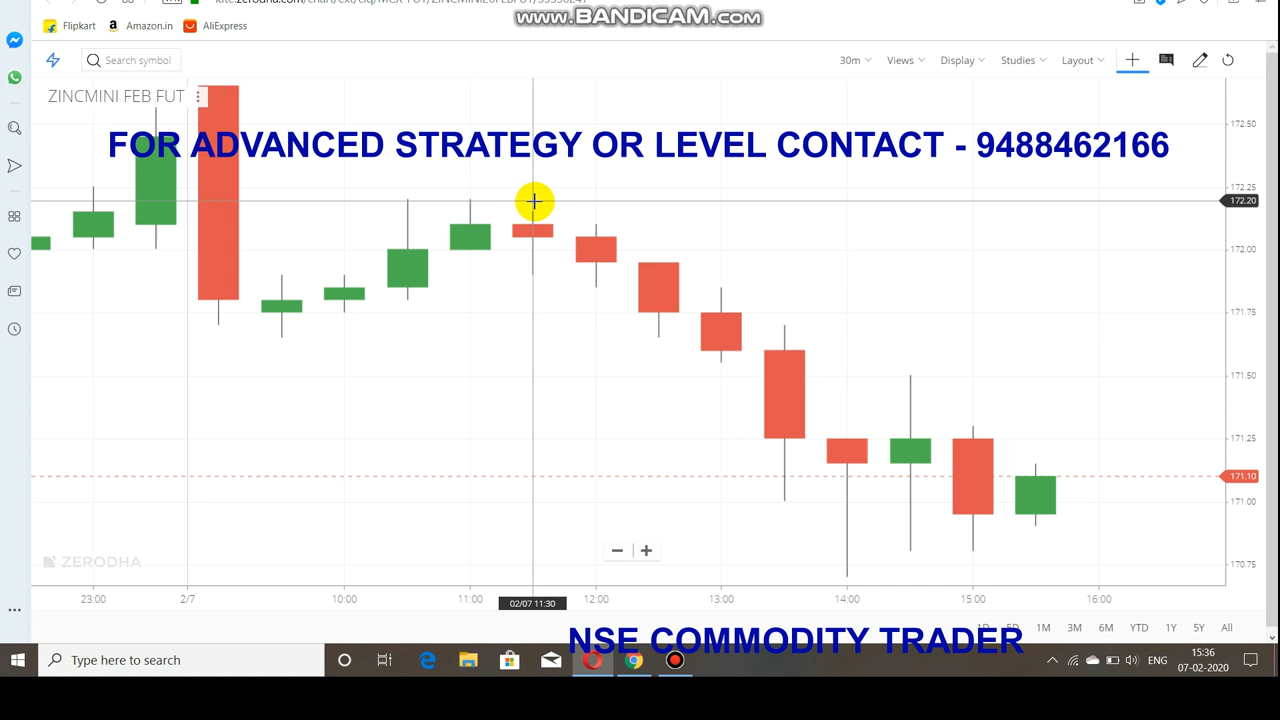 www.BANDICAM.com
Flipkart Amazon.in AliExpress
Search symbol 30m Views Display Studies Layout
ZINCMINI FEB FUT
172.50
FOR ADVANCED STRATEGY OR LEVEL CONTACT - 9488462166
172.25
172.20
172.00
171.75
171.50
171.25
171.10
171.00
ZERODHA
170.75
23:00 2/7 10:00 11:00 02/07 11:30 12:00 13:00 14:00 15:00 16:00
1D 5D 1M 3M 6M YTD 1Y 5Y All
NSE COMMODITY TRADER
Type here to search
ENG 15:36
07-02-2020